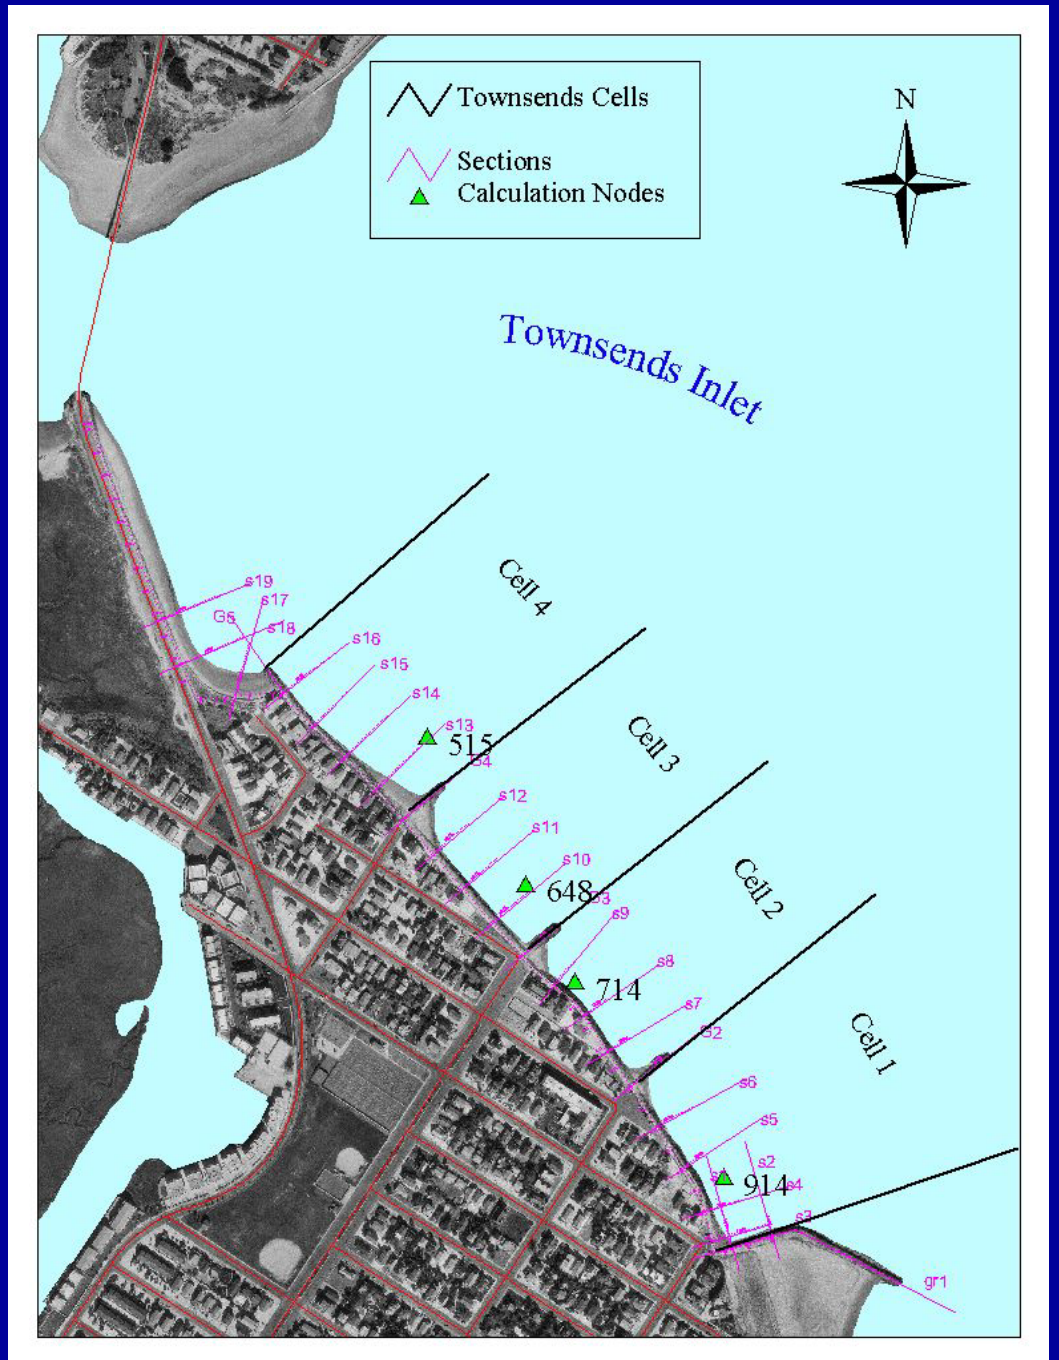 Townsends Cells
Sections
Calculation Nodes
N
Townsends Inlet
Cell 4
s19
s17
G5
s18
s16
s15
s14
s13
515
G4
Cell 3
s12
s11
s10
648
G3
s9
Cell 2
s8
714
s7
G2
Cell 1
s6
s5
s2
s1
914
s4
s3
gr1